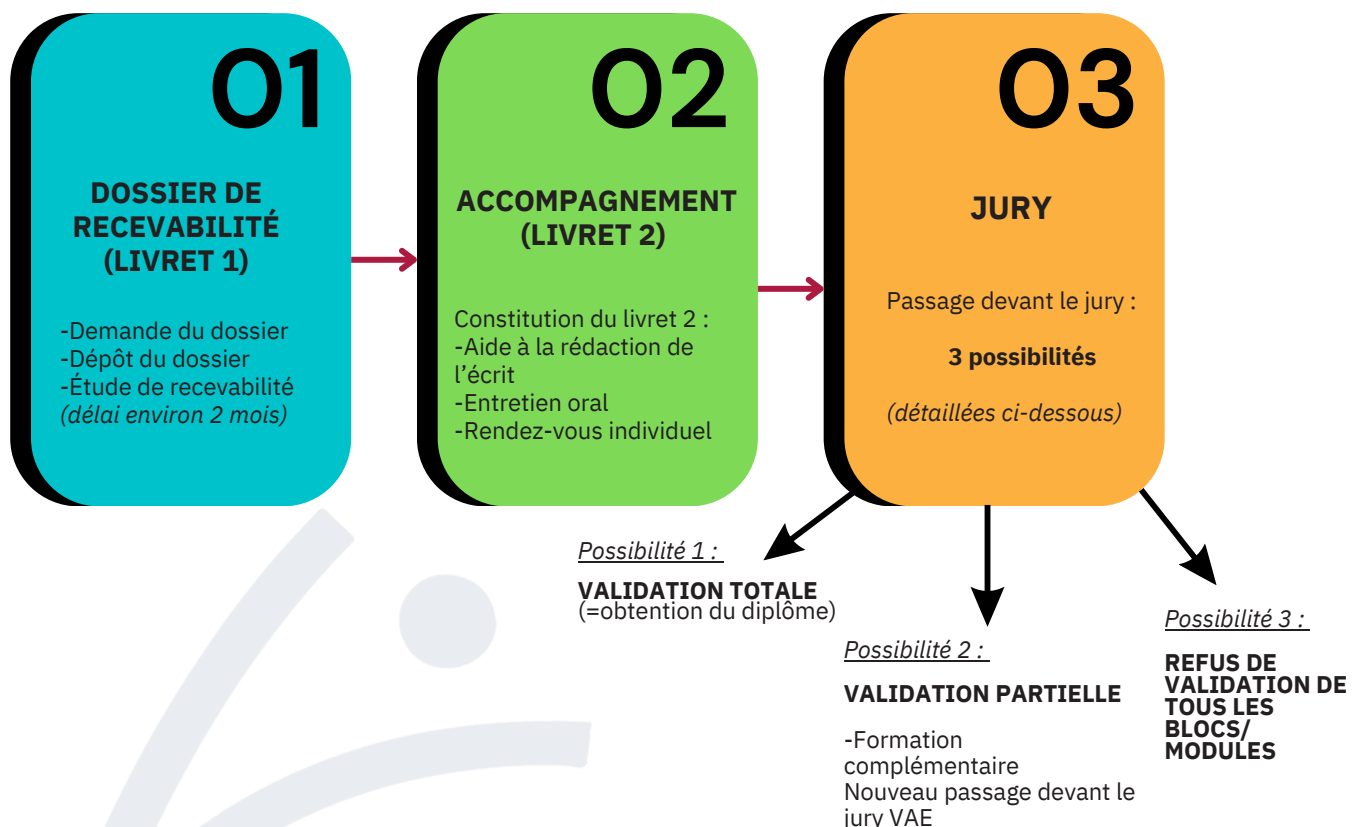 01
DOSSIER DE
RECEVABILITÉ
(LIVRET 1)
-Demande du dossier
-Dépôt du dossier
-Étude de recevabilité
(délai environ 2 mois)
02
ACCOMPAGNEMENT
(LIVRET 2)
Constitution du livret 2 :
-Aide à la rédaction de
l’écrit
-Entretien oral
-Rendez-vous individuel
03
JURY
Passage devant le jury :
3 possibilités
(détaillées ci-dessous)
Possibilité 1 :
VALIDATION TOTALE
(=obtention du diplôme)
Possibilité 2 :
VALIDATION PARTIELLE
-Formation
complémentaire
Nouveau passage devant le
jury VAE
Possibilité 3 :
REFUS DE
VALIDATION DE
TOUS LES
BLOCS/
MODULES